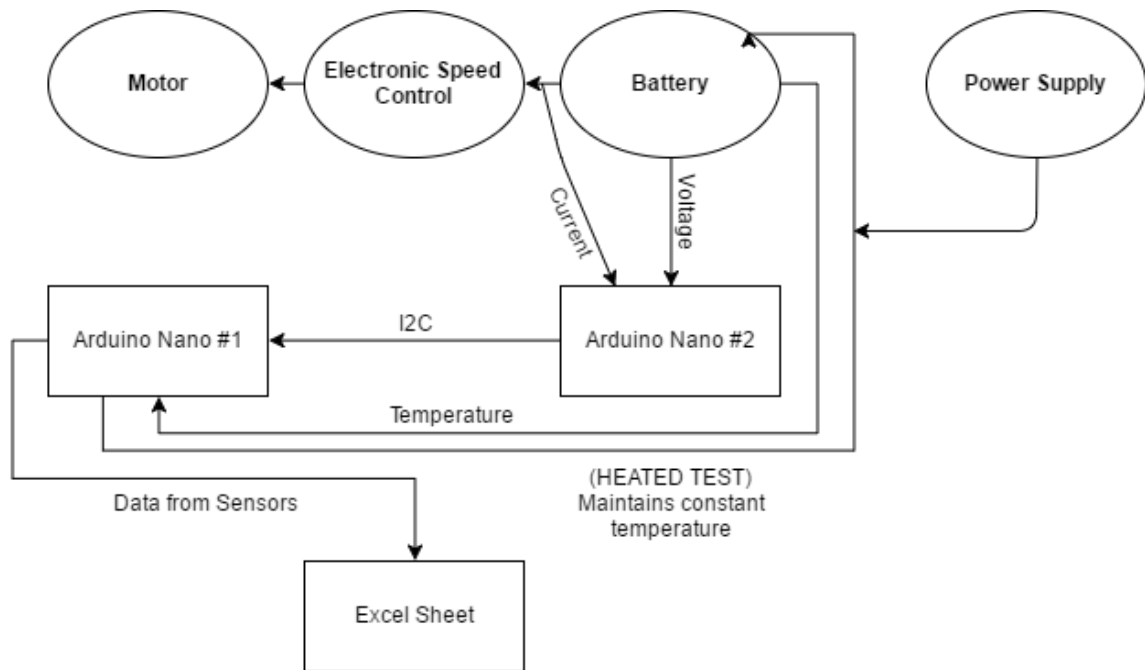 Motor
Electronic Speed
Control
Battery
Power Supply
Current
Voltage
Arduino Nano #1
I2C
Arduino Nano #2
Temperature
(HEATED TEST)
Maintains constant
temperature
Data from Sensors
Excel Sheet